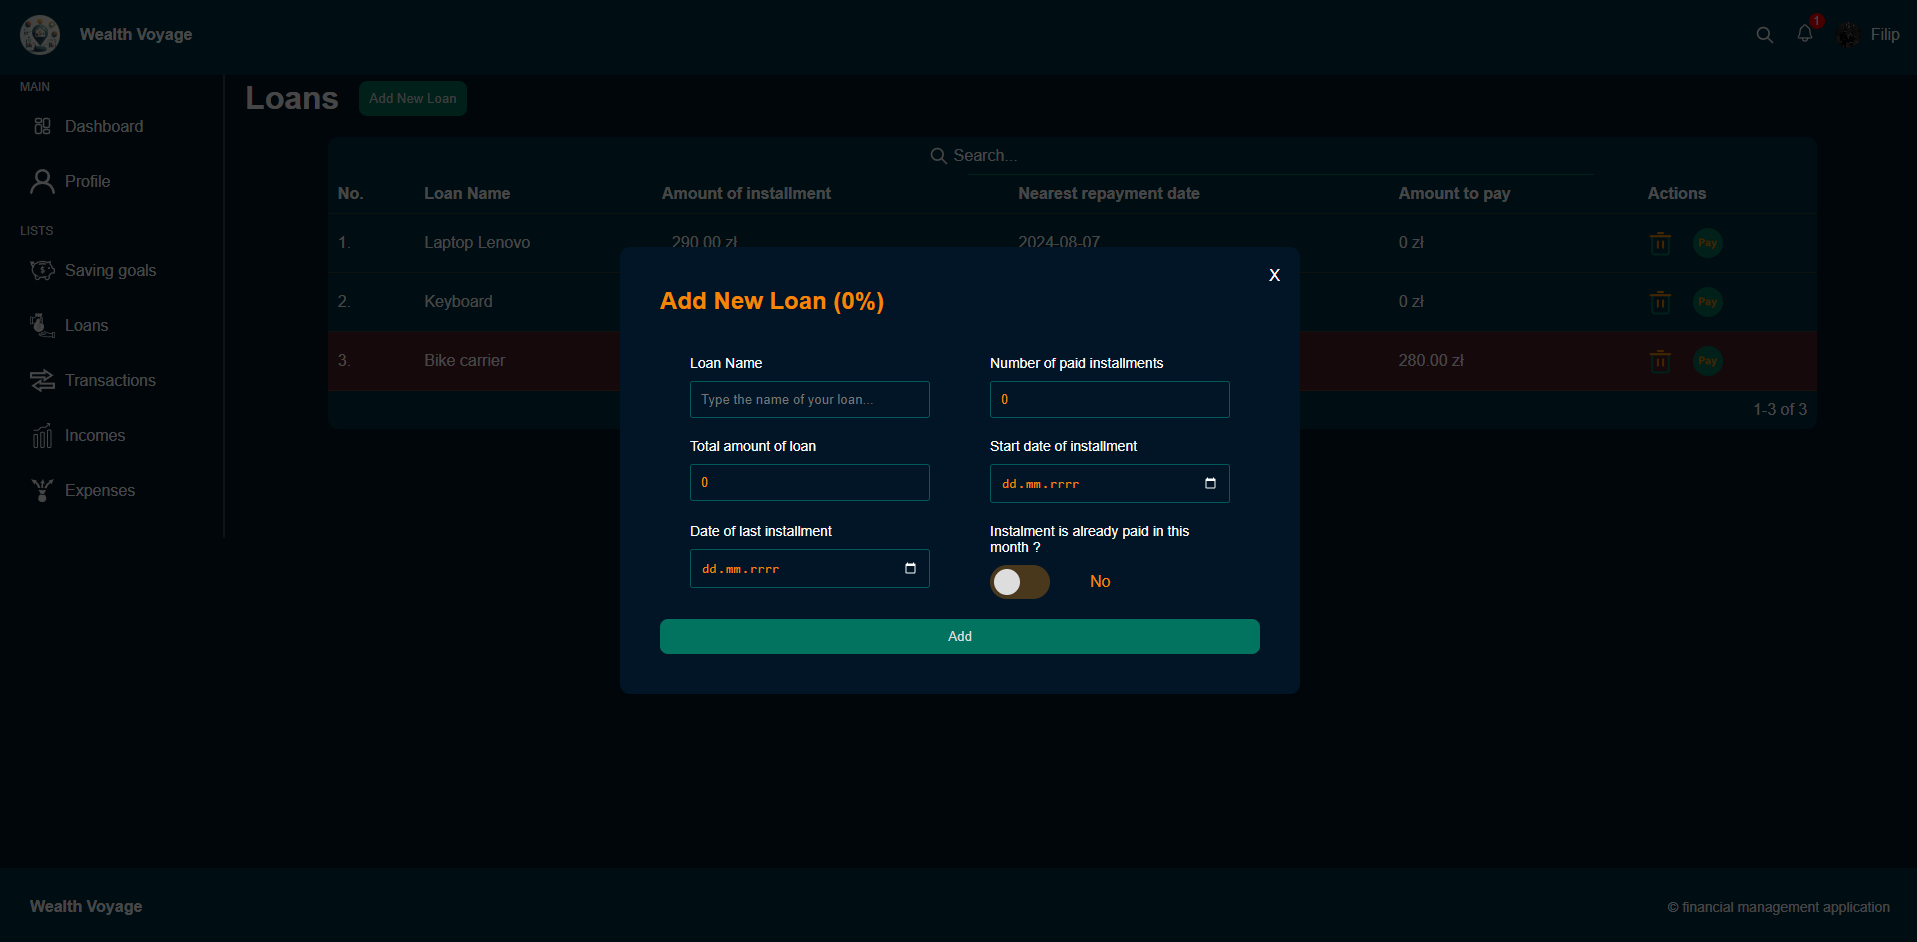 Wealth Voyage
1
Filip
MAIN
Dashboard
Profile
LISTS
Saving goals
Loans
Transactions
Incomes
Expenses
Loans
Add New Loan
Search...
No. Loan Name Amount of installment Nearest repayment date Amount to pay Actions
1. Laptop Lenovo 290.00 zł 2024-08-07 0 zł Pay
2. Keyboard 0 zł Pay
3. Bike carrier 280.00 zł Pay
1-3 of 3
X
Add New Loan (0%)
Loan Name
Type the name of your loan...
Number of paid installments
0
Total amount of loan
0
Start date of installment
dd.mm.rrrr
Date of last installment
dd.mm.rrrr
Instalment is already paid in this
month ?
No
Add
Wealth Voyage
© financial management application